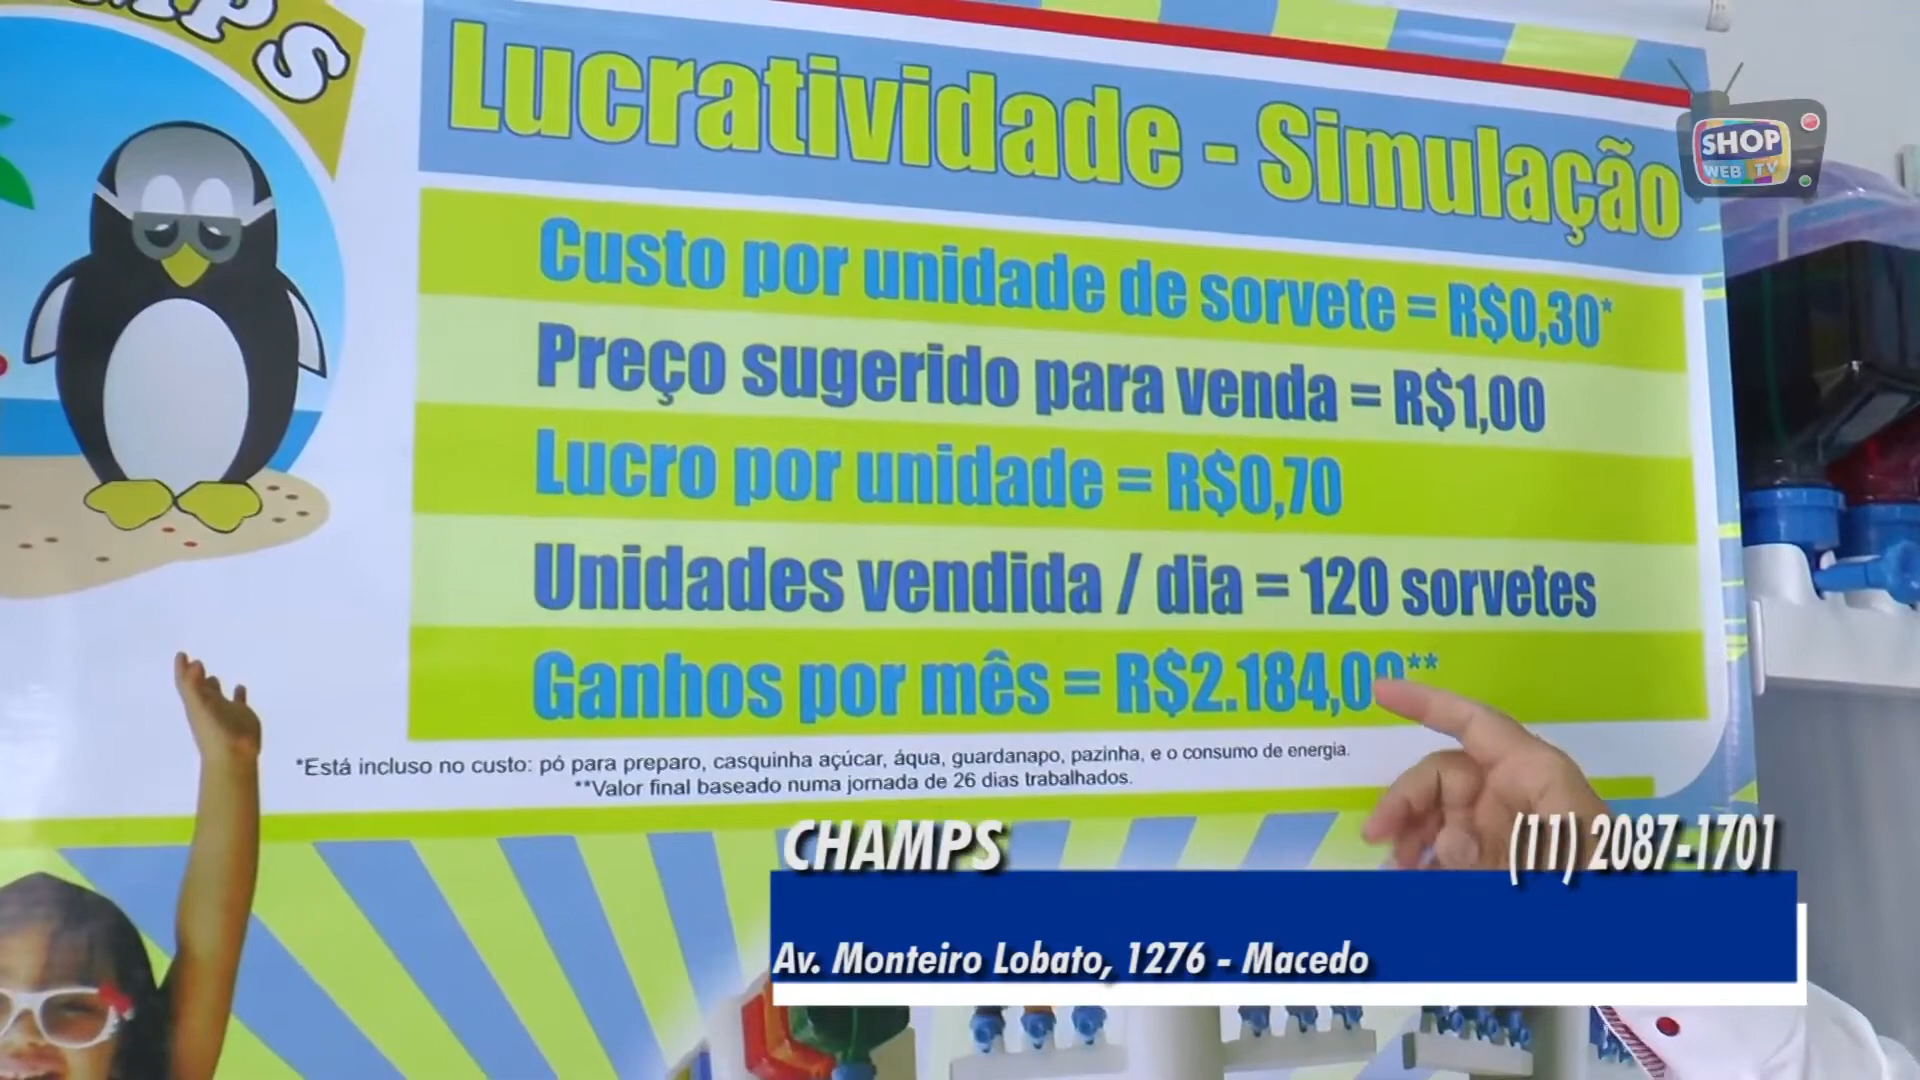 Lucratividade - Simulação
SHOP
WEB TV
Custo por unidade de sorvete = R$0,30*
Preço sugerido para venda = R$1,00
Lucro por unidade = R$0,70
Unidades vendida / dia = 120 sorvetes
Ganhos por mês = R$2.184,00**
*Está incluso no custo: pó para preparo, casquinha açúcar, áqua, guardanapo, pazinha, e o consumo de energia.
**Valor final baseado numa jornada de 26 dias trabalhados.
CHAMPS
(11) 2087-1701
Av. Monteiro Lobato, 1276 - Macedo